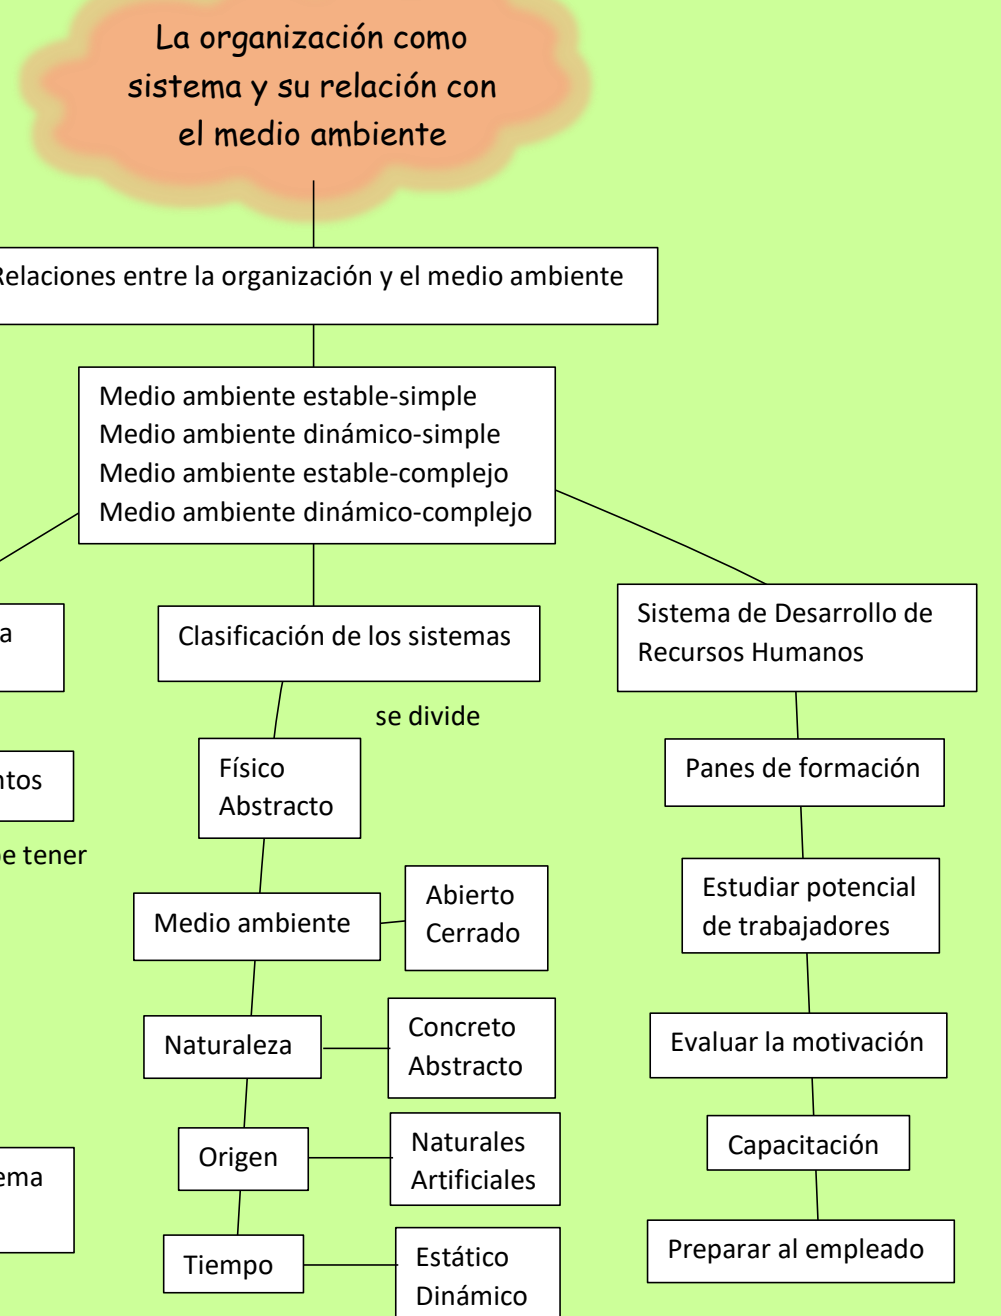 La organización como
sistema y su relación con
el medio ambiente
Relaciones entre la organización y el medio ambiente
Medio ambiente estable-simple
Medio ambiente dinámico-simple
Medio ambiente estable-complejo
Medio ambiente dinámico-complejo
Clasificación de los sistemas
se divide
Físico
Abstracto
Medio ambiente
Abierto
Cerrado
Naturaleza
Concreto
Abstracto
Origen
Naturales
Artificiales
Tiempo
Estático
Dinámico
Sistema de Desarrollo de
Recursos Humanos
Panes de formación
Estudiar potencial
de trabajadores
Evaluar la motivación
Capacitación
Preparar al empleado
tener